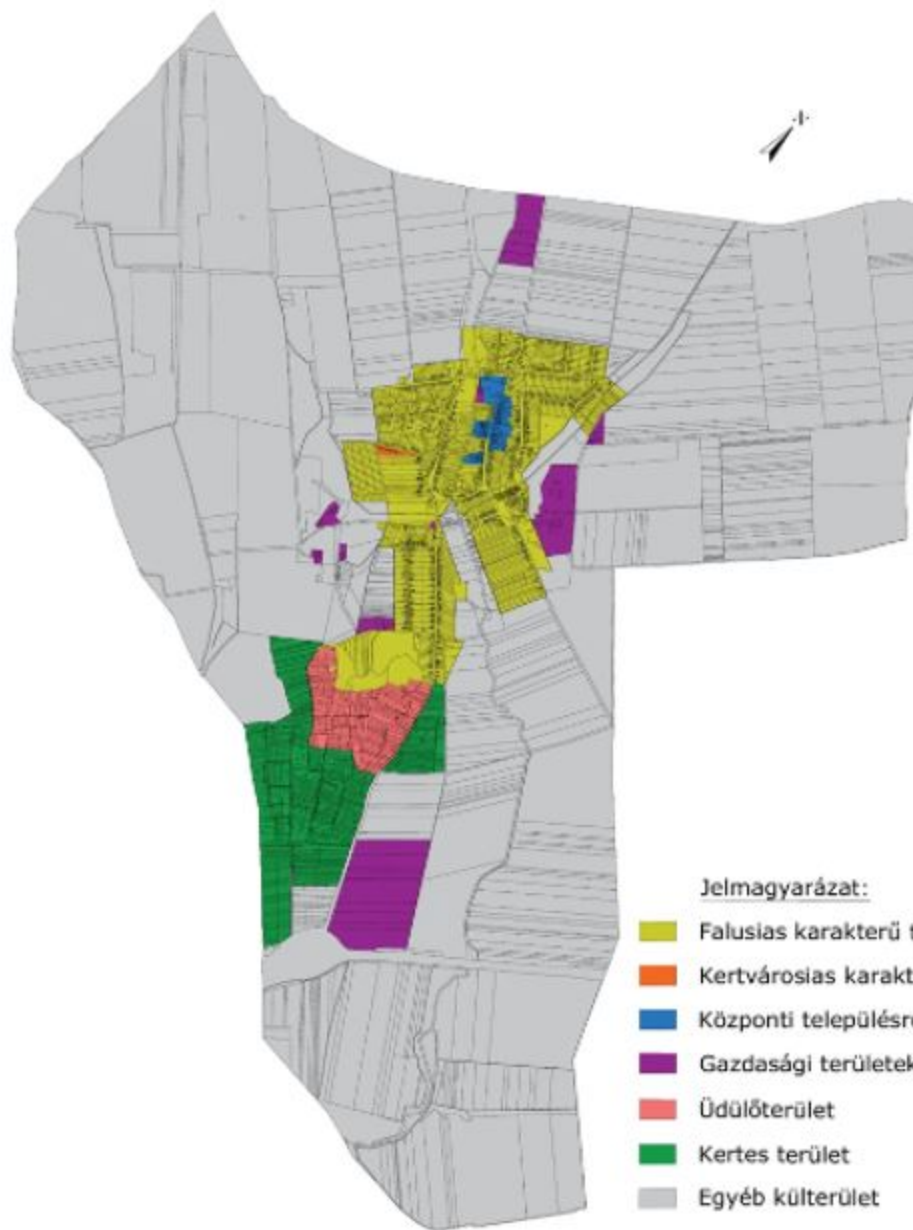 Jelmagyarázat:
Falusias karakterű
Kertvárosias
Központi
Gazdasági területek
Üdülőterület
Kertes terület
Egyéb külterület